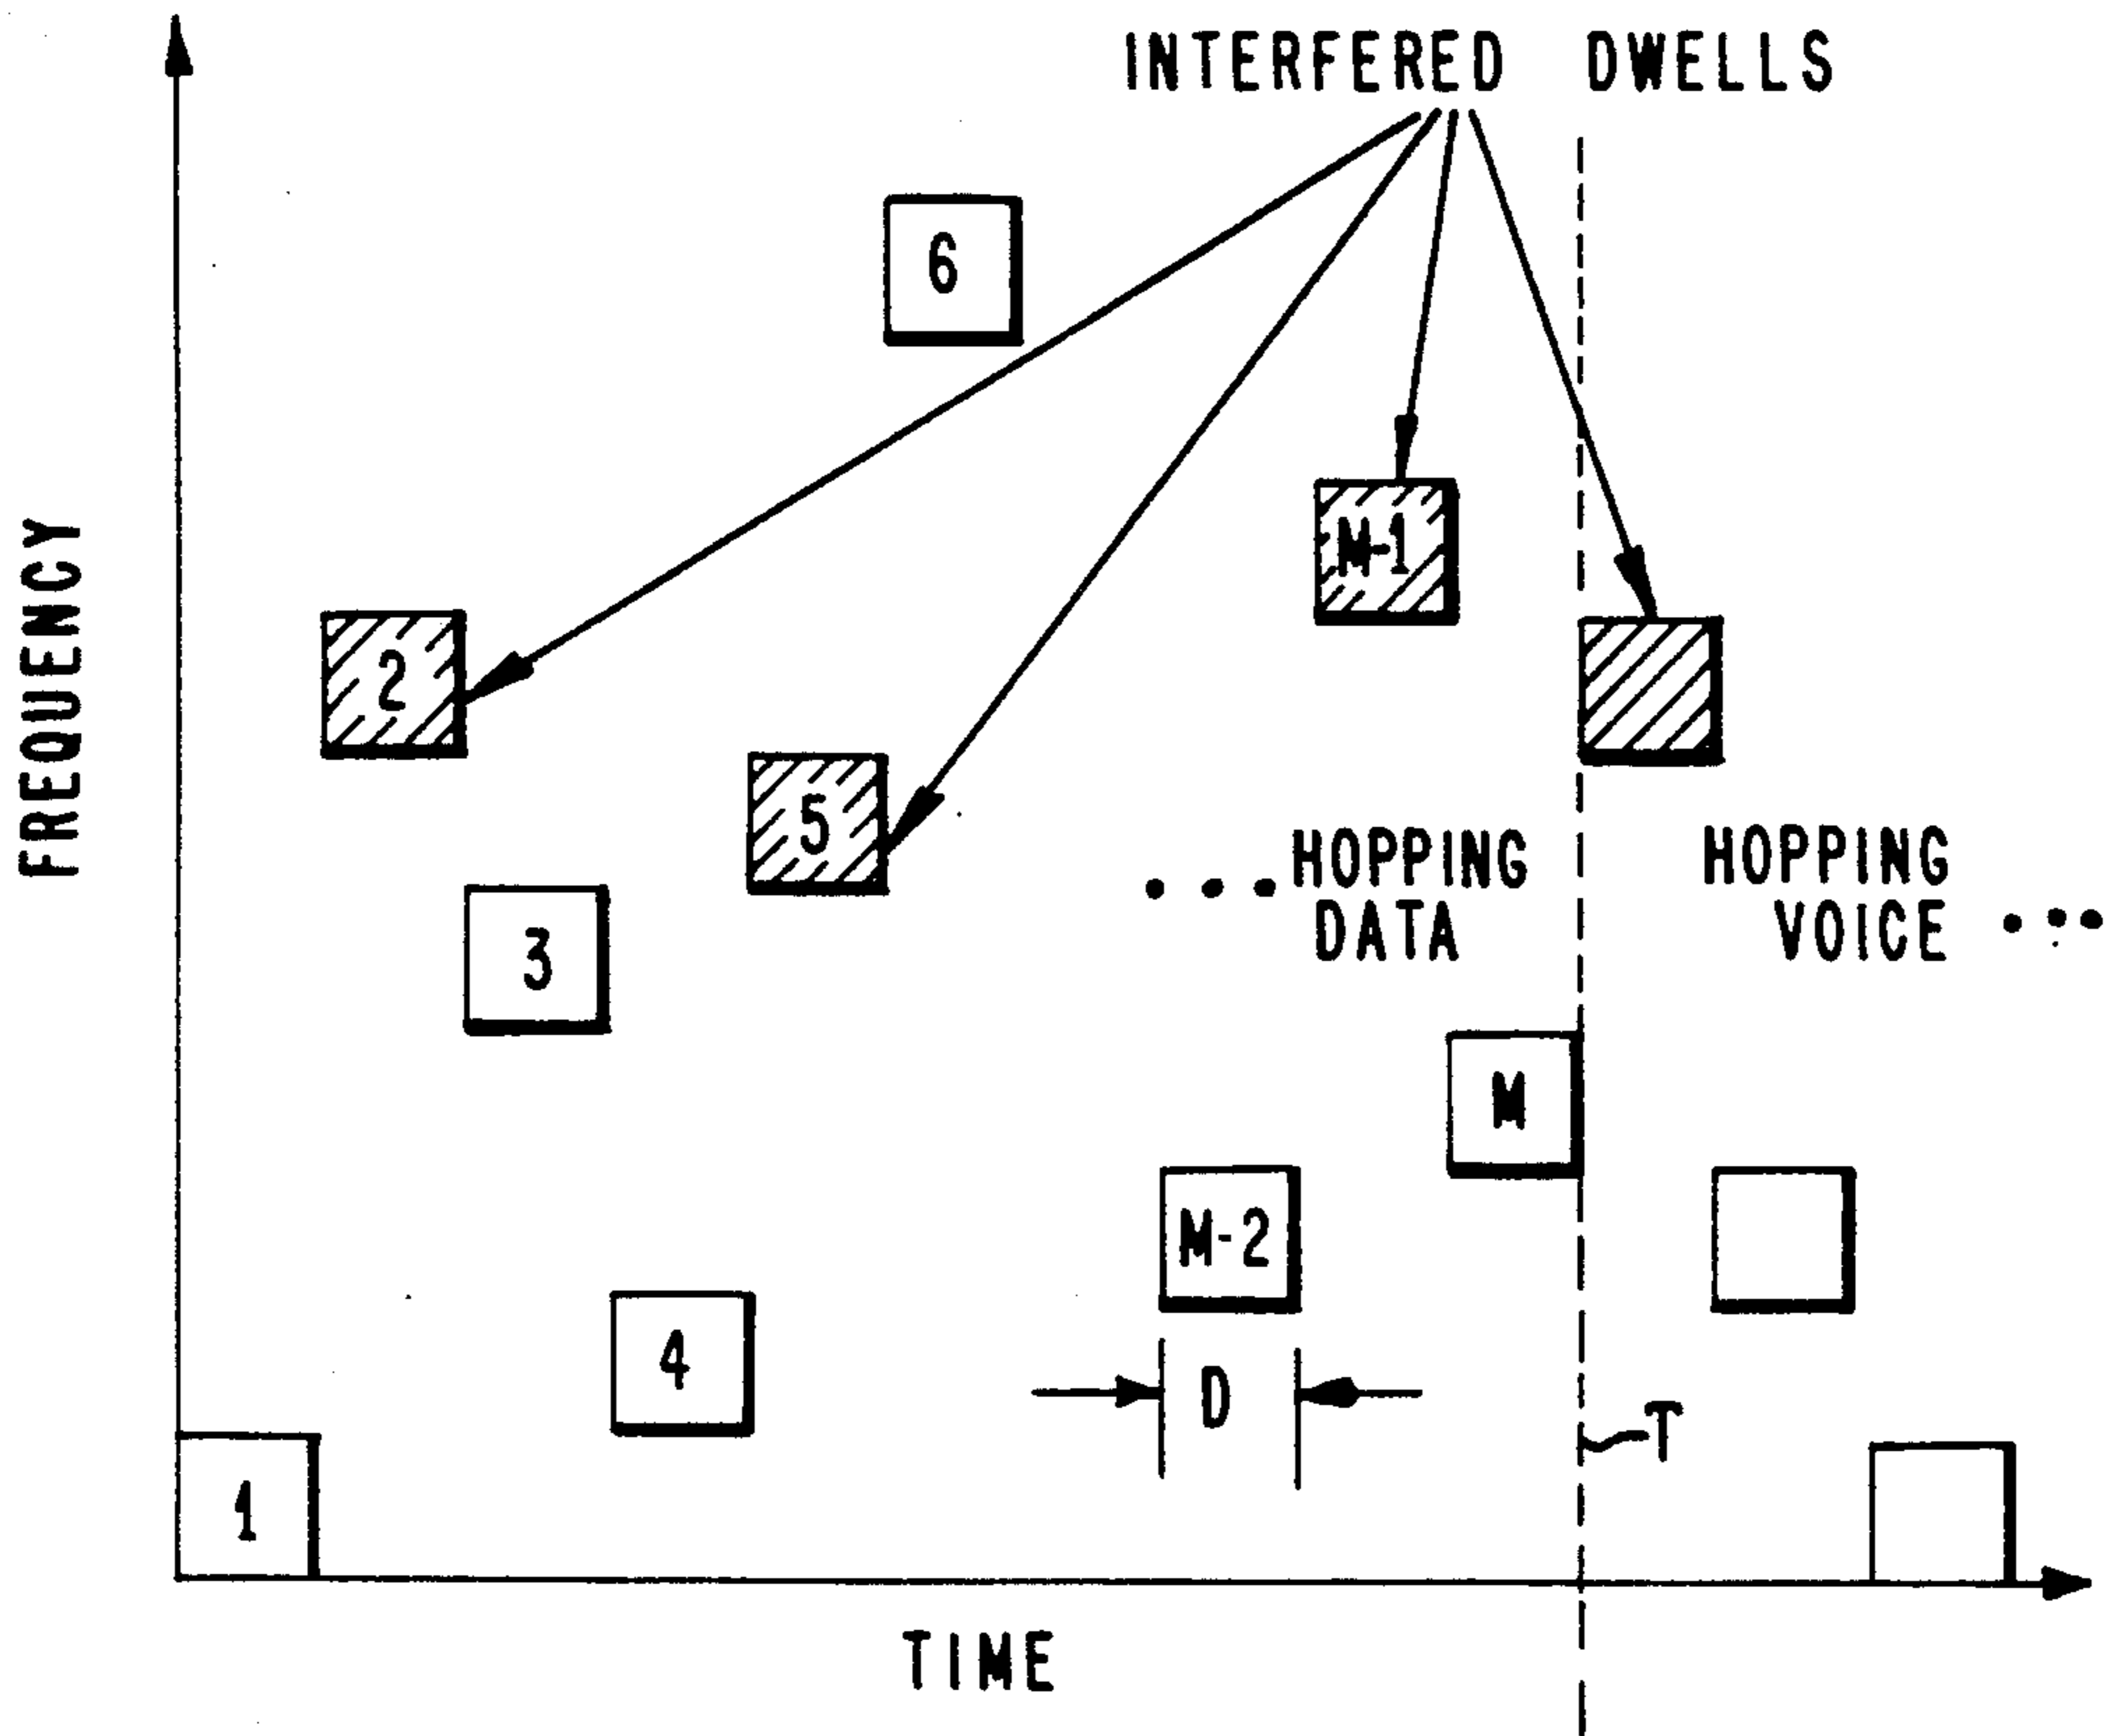 INTERFERED DWELLS
6
M-1
2
5
FREQUENCY
HOPPING
DATA
HOPPING
VOICE
3
M
M-2
4
D
T
1
TIME